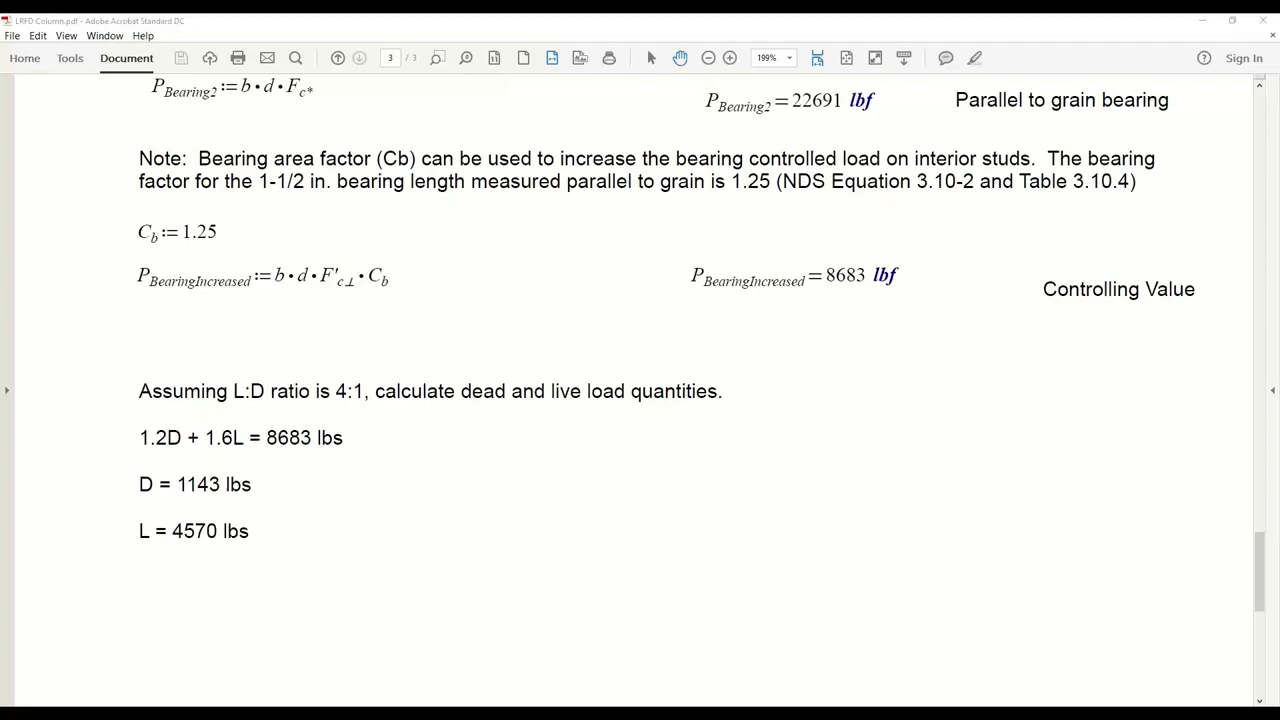 LRFD Column.pdf - Adobe Acrobat Standard DC
File Edit View Window Help
Home Tools Document 3 / 3 199% Sign In
P_Bearing2 := b • d • F_c*
P_Bearing2 = 22691 lbf Parallel to grain bearing
Note: Bearing area factor (Cb) can be used to increase the bearing controlled load on interior studs. The bearing
factor for the 1-1/2 in. bearing length measured parallel to grain is 1.25 (NDS Equation 3.10-2 and Table 3.10.4)
C_b := 1.25
P_BearingIncreased := b • d • F'_c⊥ • C_b P_BearingIncreased = 8683 lbf
Controlling Value
Assuming L:D ratio is 4:1, calculate dead and live load quantities.
1.2D + 1.6L = 8683 lbs
D = 1143 lbs
L = 4570 lbs